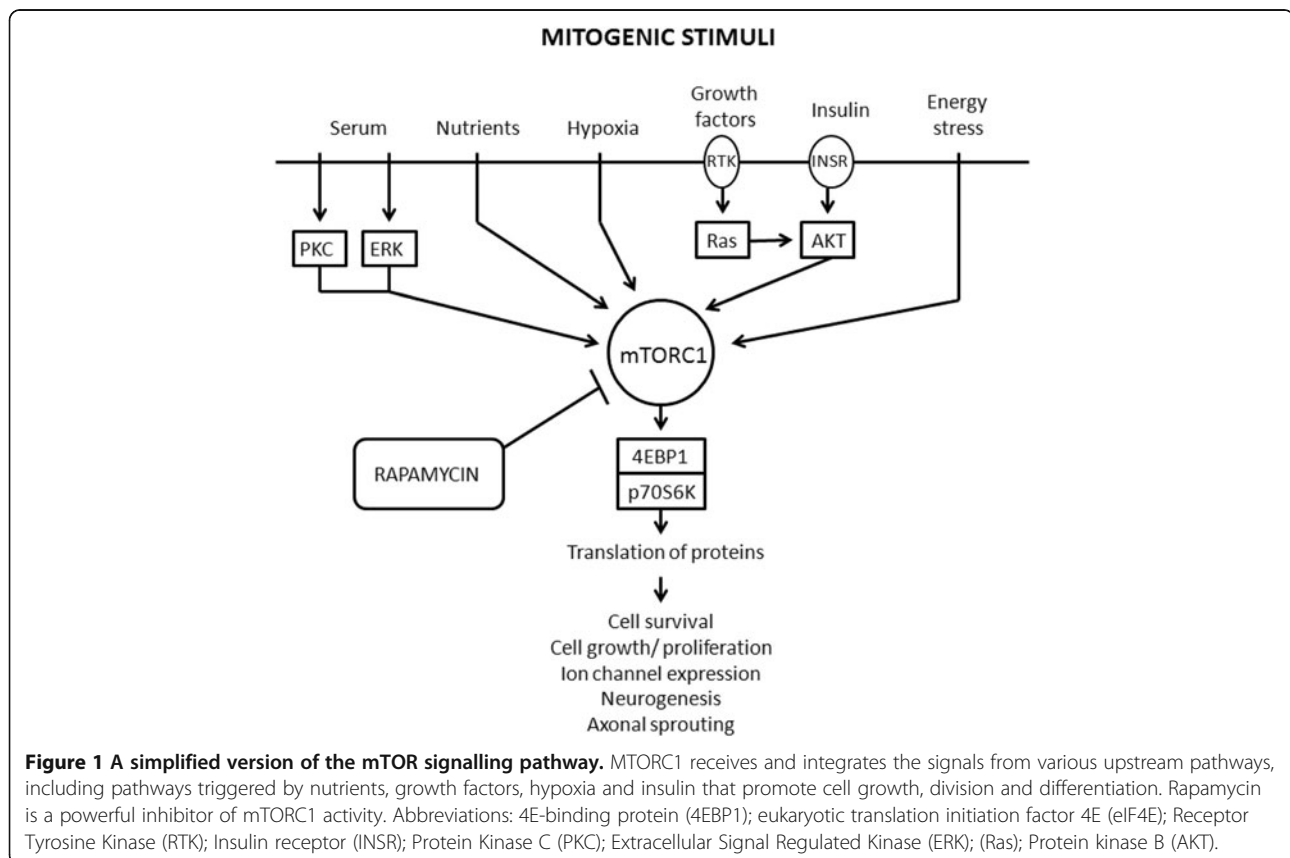 MITOGENIC STIMULI
Serum
Nutrients
Hypoxia
Growth
factors
Insulin
Energy
stress
RTK
INSR
PKC
ERK
Ras
AKT
mTORC1
RAPAMYCIN
4EBP1
p70S6K
Translation of proteins
Cell survival
Cell growth/ proliferation
Ion channel expression
Neurogenesis
Axonal sprouting
Figure 1 A simplified version of the mTOR signalling pathway. MTORC1 receives and integrates the signals from various upstream pathways,
including pathways triggered by nutrients, growth factors, hypoxia and insulin that promote cell growth, division and differentiation. Rapamycin
is a powerful inhibitor of mTORC1 activity. Abbreviations: 4E-binding protein (4EBP1); eukaryotic translation initiation factor 4E (eIF4E); Receptor
Tyrosine Kinase (RTK); Insulin receptor (INSR); Protein Kinase C (PKC); Extracellular Signal Regulated Kinase (ERK); (Ras); Protein kinase B (AKT).